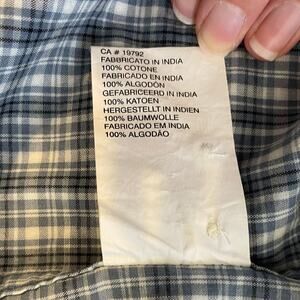 CA # 19792
FABBRICATO IN INDIA
100% COTONE
FABRICADO EN INDIA
100% ALGODÓN
GEFABRICEERD IN INDIA
100% KATOEN
HERGESTELLT IN INDIEN
100% BAUMWOLLE
FABRICADO EM INDIA
100% ALGODÃO